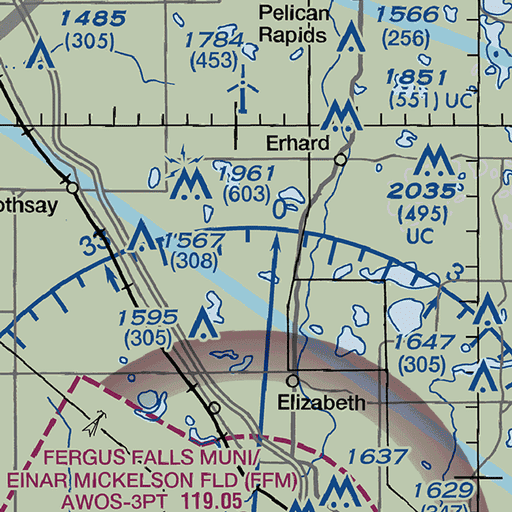 1485
(305)
Pelican
Rapids
1566
(256)
1784
(453)
1851
(551) UC
Erhard
1961
(603)
2035
(495)
UC
othsay
0
33
1567
(308)
3
1595
(305)
1647
(305)
Elizabeth
FERGUS FALLS MUNI/
EINAR MICKELSON FLD (FFM)
AWOS-3PT 119.05
1637
1629
(247)